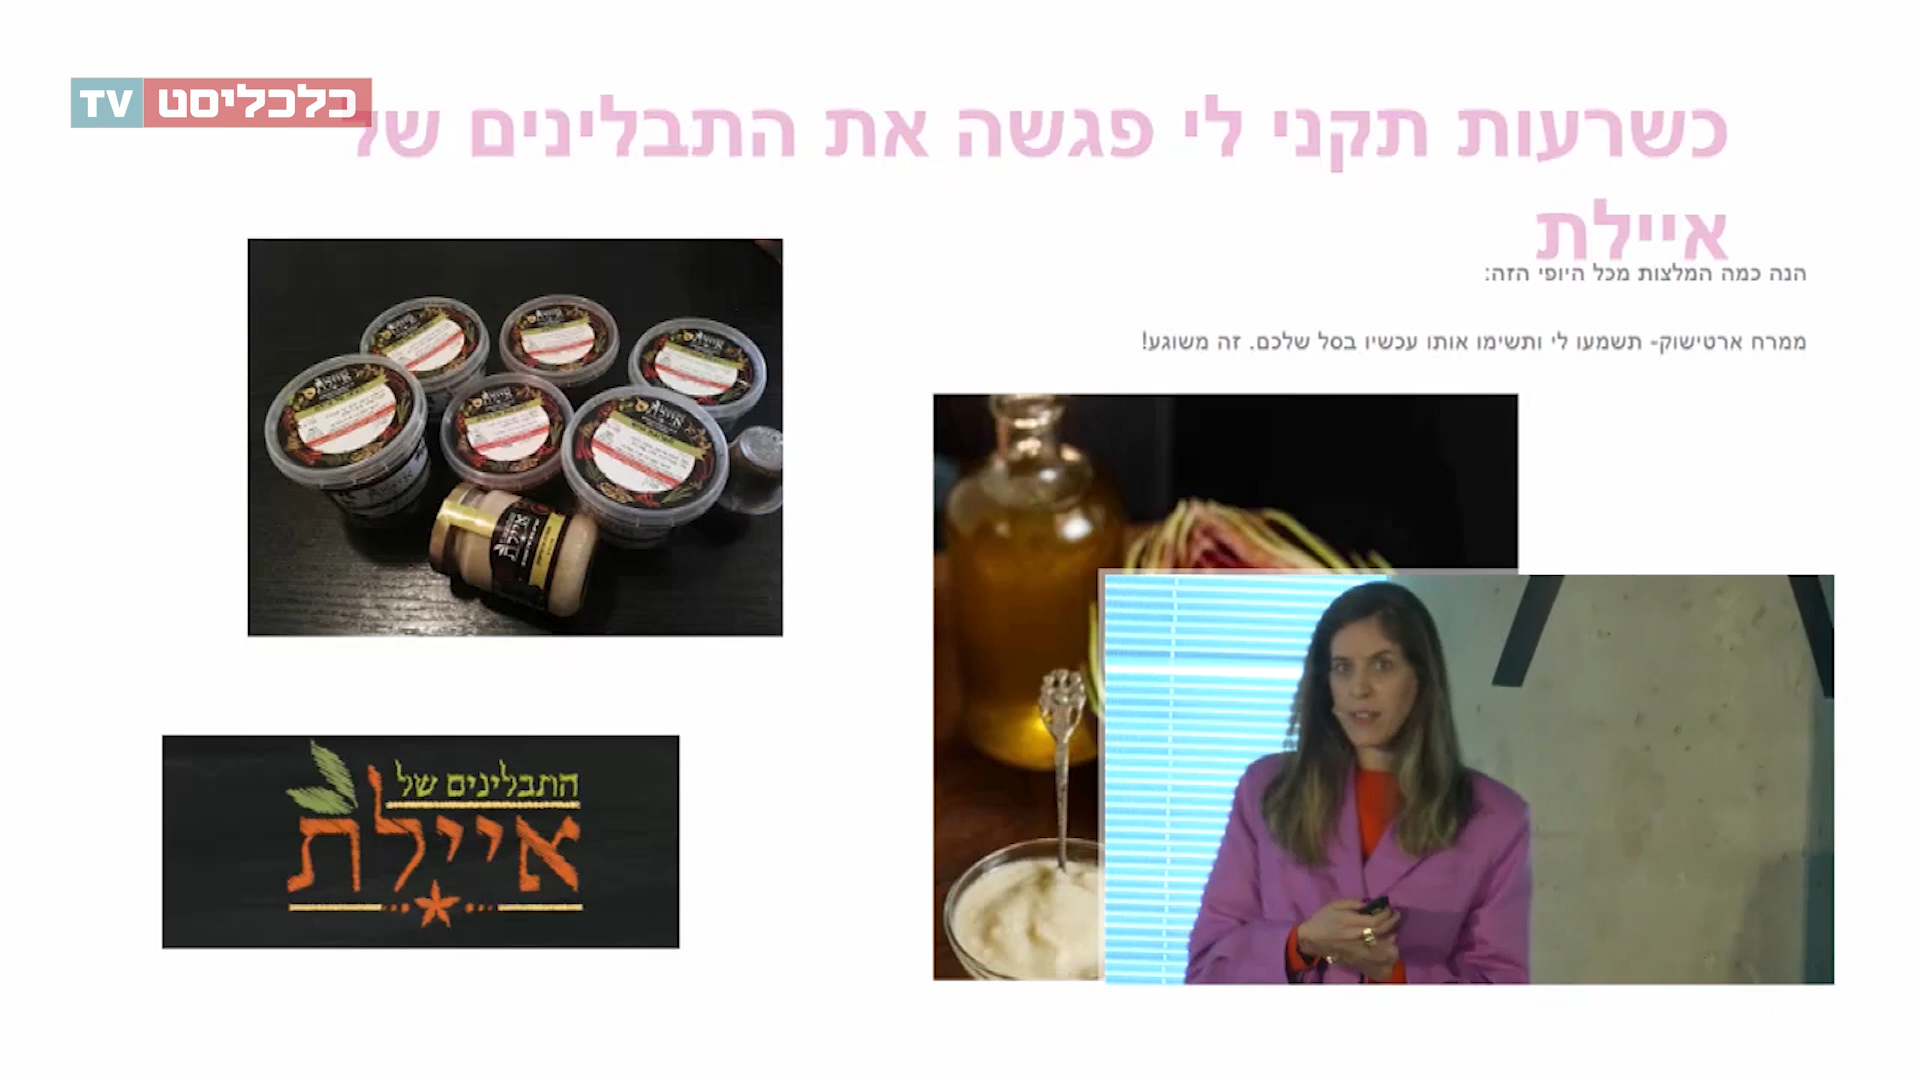 כלכליסט TV
כשרעות תקני לי פגשה את התבלינים של
איילת
הנה כמה המלצות מכל היופי הזה:
ממרח ארטישוק- תשמעו לי ותשימו אותו עכשיו בסל שלכם. זה משוגע!
התבלינים של
איילת